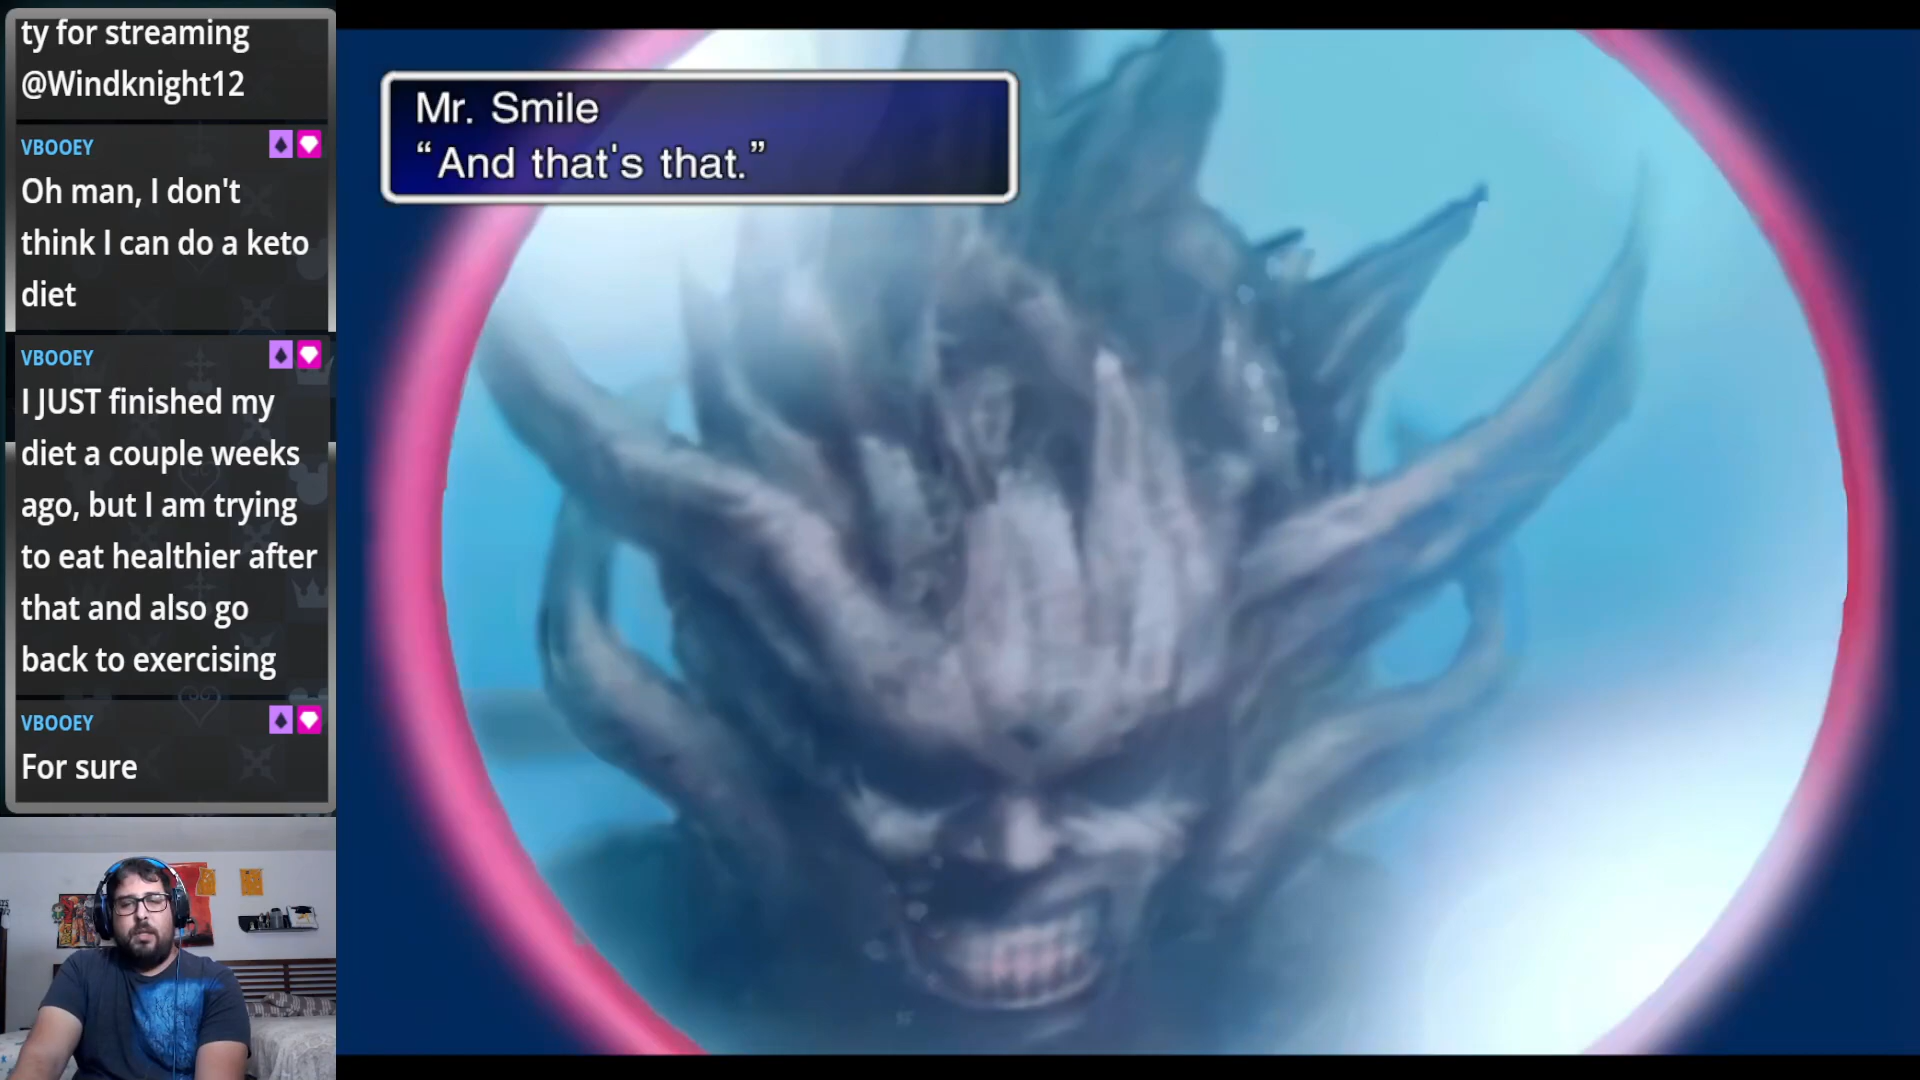 ty for streaming
@Windknight12
VBOOEY
Oh man, I don't
think I can do a keto
diet
VBOOEY
I JUST finished my
diet a couple weeks
ago, but I am trying
to eat healthier after
that and also go
back to exercising
VBOOEY
For sure
Mr. Smile
“And that's that.”